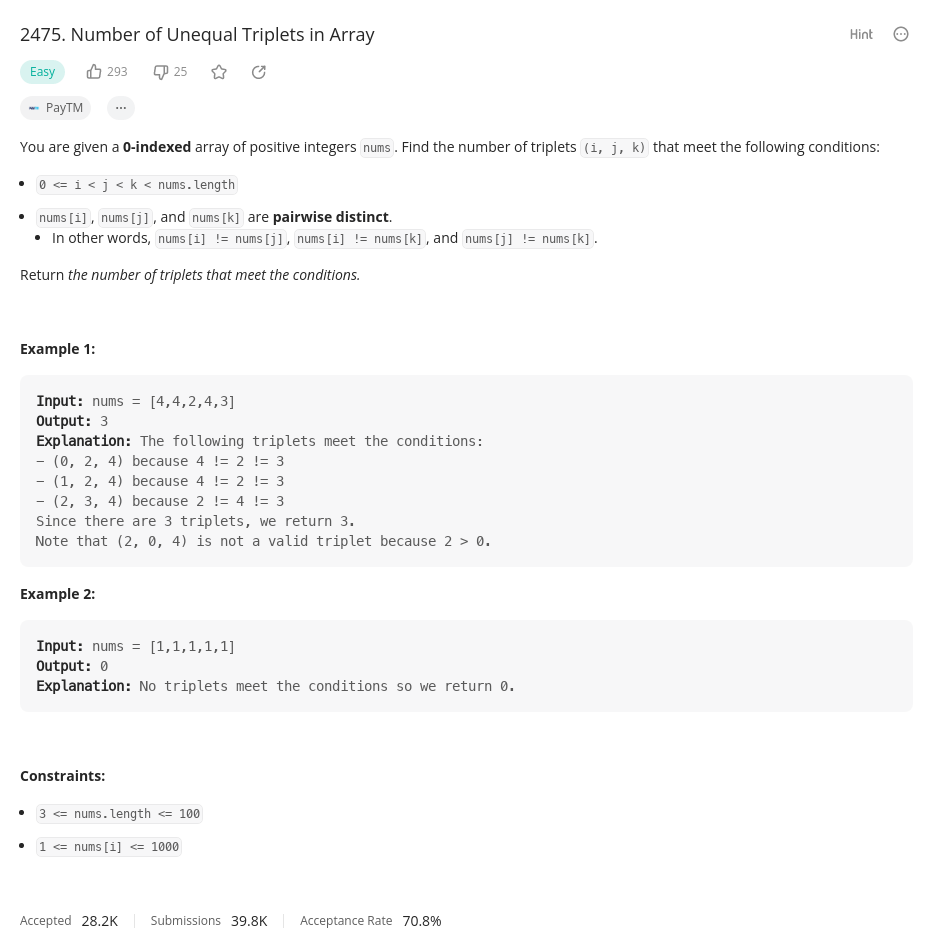 2475. Number of Unequal Triplets in Array
Hint
Easy 293 25
PayTM
You are given a 0-indexed array of positive integers nums. Find the number of triplets (i, j, k) that meet the following conditions:
0 <= i < j < k < nums.length
nums[i], nums[j], and nums[k] are pairwise distinct.
In other words, nums[i] != nums[j], nums[i] != nums[k], and nums[j] != nums[k].
Return the number of triplets that meet the conditions.
Example 1:
Input: nums = [4,4,2,4,3]
Output: 3
Explanation: The following triplets meet the conditions:
- (0, 2, 4) because 4 != 2 != 3
- (1, 2, 4) because 4 != 2 != 3
- (2, 3, 4) because 2 != 4 != 3
Since there are 3 triplets, we return 3.
Note that (2, 0, 4) is not a valid triplet because 2 > 0.
Example 2:
Input: nums = [1,1,1,1,1]
Output: 0
Explanation: No triplets meet the conditions so we return 0.
Constraints:
3 <= nums.length <= 100
1 <= nums[i] <= 1000
Accepted 28.2K Submissions 39.8K Acceptance Rate 70.8%